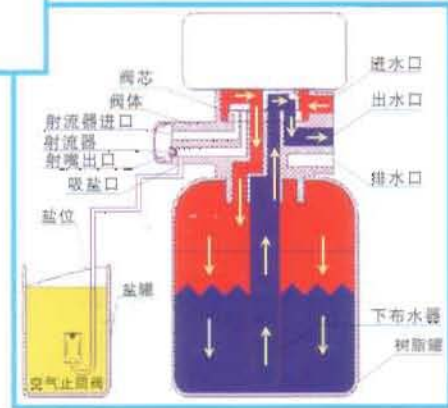 阀芯
阀体
射流器进口
射流器
射嘴出口
吸盐口
盐位
盐罐
空气止回阀
进水口
出水口
排水口
下布水器
树脂罐